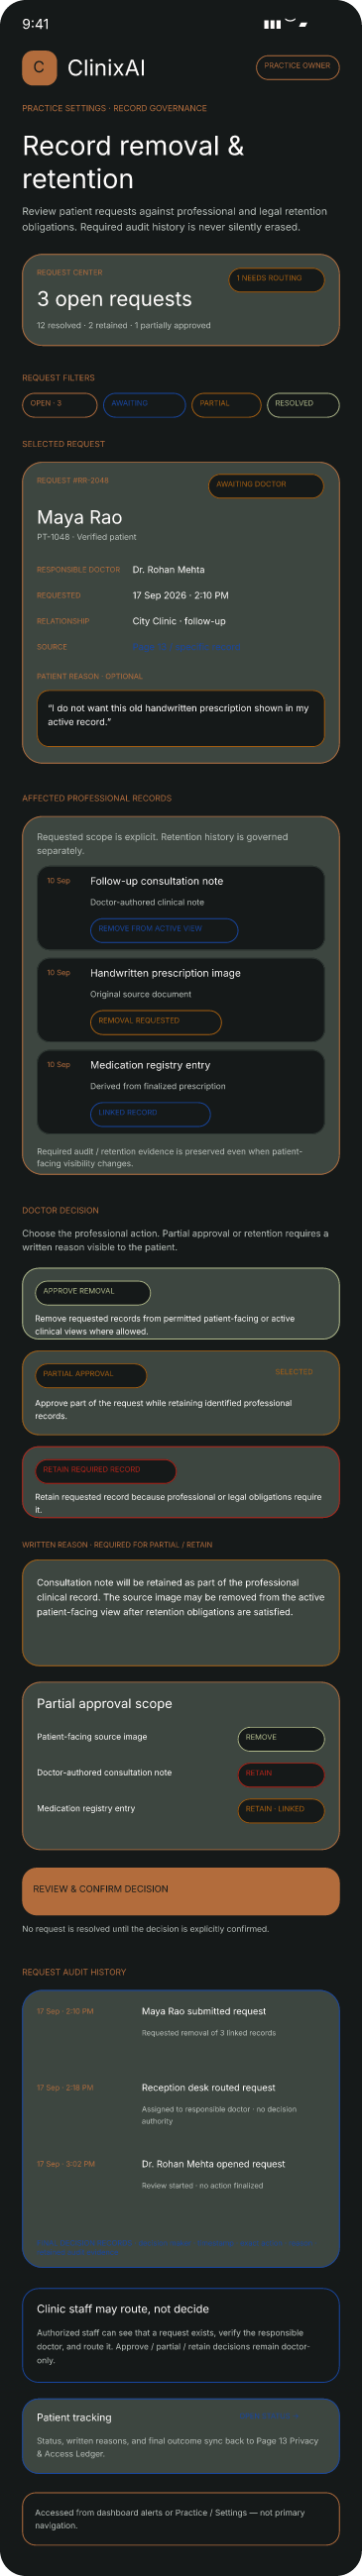 9:41
C ClinixAI
PRACTICE OWNER
PRACTICE SETTINGS · RECORD GOVERNANCE
Record removal &
retention
Review patient requests against professional and legal retention
obligations. Required audit history is never silently erased.
REQUEST CENTER
1 NEEDS ROUTING
3 open requests
12 resolved · 2 retained · 1 partially approved
REQUEST FILTERS
OPEN · 3
AWAITING
PARTIAL
RESOLVED
SELECTED REQUEST
REQUEST #RR-2048
AWAITING DOCTOR
Maya Rao
PT-1048 · Verified patient
RESPONSIBLE DOCTOR Dr. Rohan Mehta
REQUESTED 17 Sep 2026 · 2:10 PM
RELATIONSHIP City Clinic · follow-up
SOURCE
PATIENT REASON · OPTIONAL
“I do not want this old handwritten prescription shown in my
active record.”
AFFECTED PROFESSIONAL RECORDS
Requested scope is explicit. Retention history is governed
separately.
10 Sep Follow-up consultation note
Doctor-authored clinical note
REMOVE FROM ACTIVE VIEW
10 Sep Handwritten prescription image
Original source document
REMOVAL REQUESTED
10 Sep Medication registry entry
Derived from finalized prescription
LINKED RECORD
Required audit / retention evidence is preserved even when patient-
facing visibility changes.
DOCTOR DECISION
Choose the professional action. Partial approval or retention requires a
written reason visible to the patient.
APPROVE REMOVAL
Remove requested records from permitted patient-facing or active
clinical views where allowed.
PARTIAL APPROVAL
SELECTED
Approve part of the request while retaining identified professional
records.
RETAIN REQUIRED RECORD
Retain requested record because professional or legal obligations require
it.
WRITTEN REASON · REQUIRED FOR PARTIAL / RETAIN
Consultation note will be retained as part of the professional
clinical record. The source image may be removed from the active
patient-facing view after retention obligations are satisfied.
Partial approval scope
Patient-facing source image REMOVE
Doctor-authored consultation note RETAIN
Medication registry entry RETAIN · LINKED
REVIEW & CONFIRM DECISION
No request is resolved until the decision is explicitly confirmed.
REQUEST AUDIT HISTORY
17 Sep · 2:10 PM Maya Rao submitted request
Requested removal of 3 linked records
17 Sep · 2:18 PM Reception desk routed request
Assigned to responsible doctor · no decision
authority
17 Sep · 3:02 PM Dr. Rohan Mehta opened request
Review started · no action finalized
Clinic staff may route, not decide
Authorized staff can see that a request exists, verify the responsible
doctor, and route it. Approve / partial / retain decisions remain doctor-
only.
Patient tracking
Status, written reasons, and final outcome sync back to Page 13 Privacy
& Access Ledger.
Accessed from dashboard alerts or Practice / Settings — not primary
navigation.